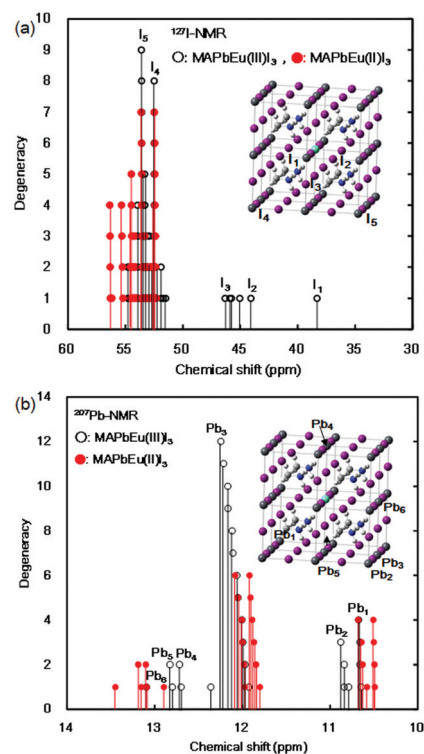 (a)
10
9
8
7
6
5
4
3
2
1
Degeneracy
I5
I4
127I-NMR
: MAPbEu(III)I3 , : MAPbEu(II)I3
I1
I2
I3
I4
I5
I3
I2
I1
60
55
50
45
40
35
30
Chemical shift (ppm)
(b)
14
12
10
8
6
4
2
0
Degeneracy
207Pb-NMR
: MAPbEu(III)I3
: MAPbEu(II)I3
Pb3
Pb4
Pb6
Pb1
Pb3
Pb5
Pb2
Pb5
Pb4
Pb6
Pb2
Pb1
14
13
12
11
10
Chemical shift (ppm)